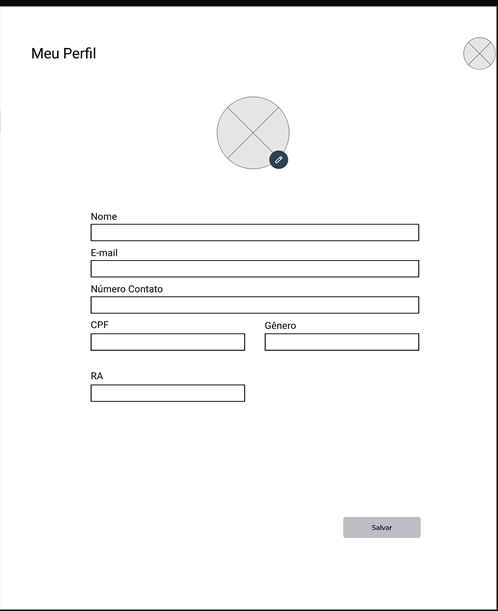 Meu Perfil
Nome
E-mail
Número Contato
CPF
Gênero
RA
Salvar